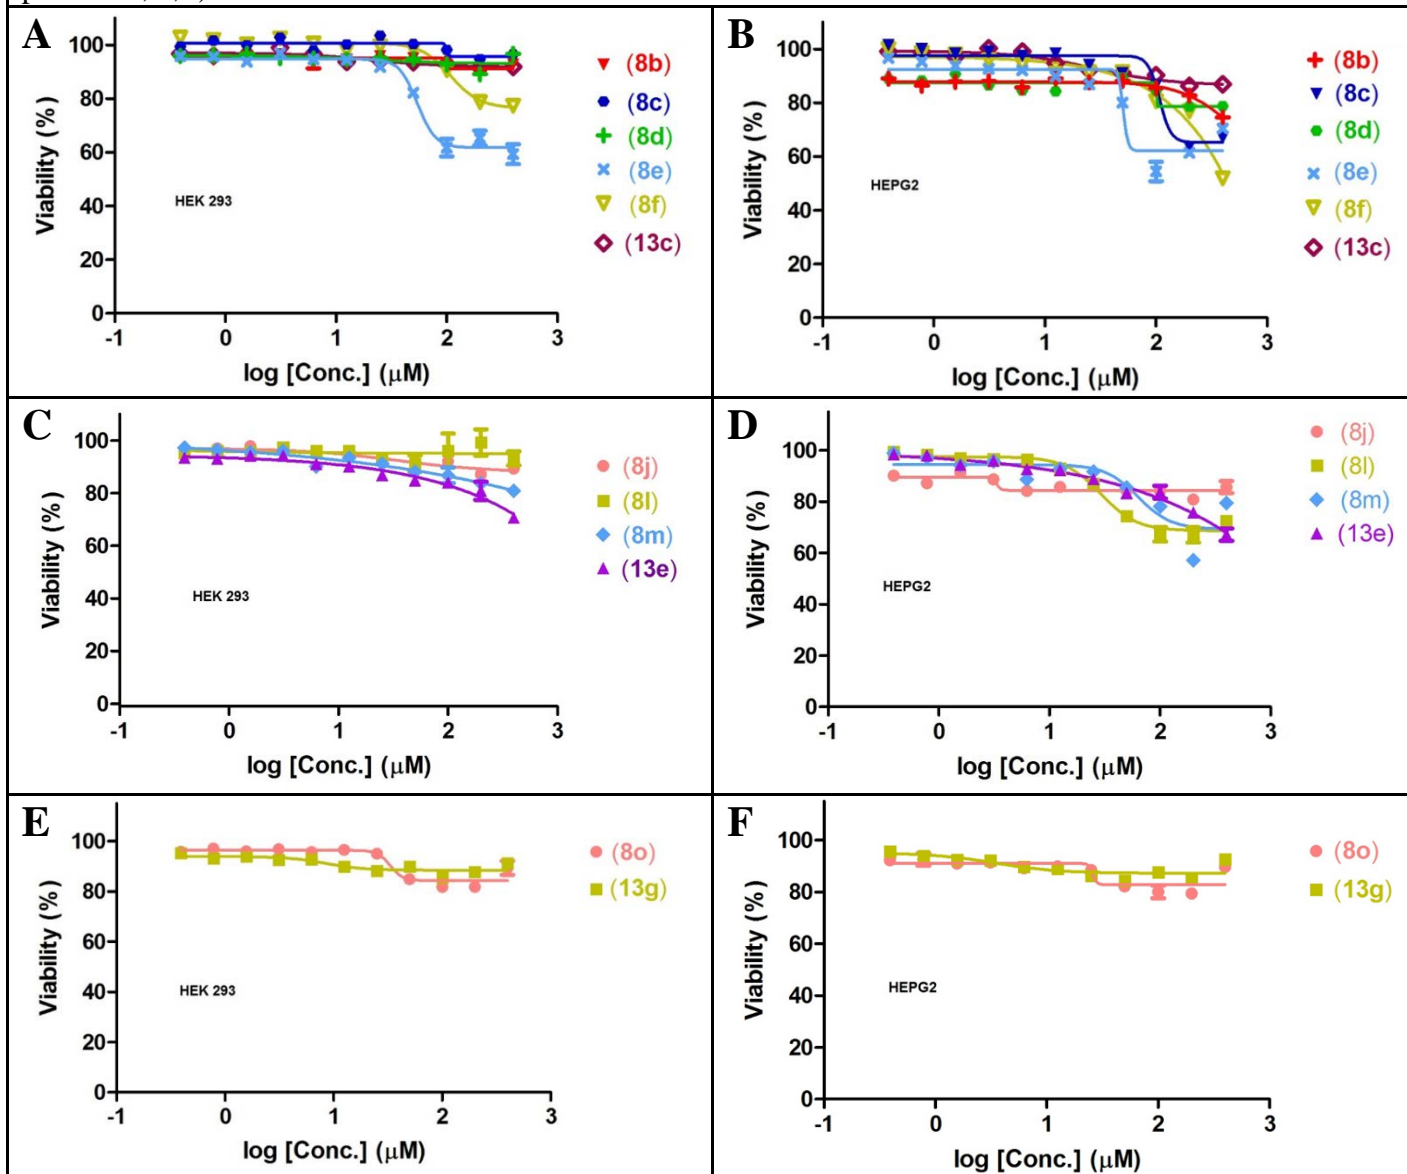 A
100
80
60
40
20
0
-1 0 1 2 3
Viability (%)
log [Conc.] (µM)
HEK 293
(8b)
(8c)
(8d)
(8e)
(8f)
(13c)
B
100
80
60
40
20
0
-1 0 1 2 3
Viability (%)
log [Conc.] (µM)
HEPG2
(8b)
(8c)
(8d)
(8e)
(8f)
(13c)
C
100
80
60
40
20
0
-1 0 1 2 3
Viability (%)
log [Conc.] (µM)
HEK 293
(8j)
(8l)
(8m)
(13e)
D
100
80
60
40
20
0
-1 0 1 2 3
Viability (%)
log [Conc.] (µM)
HEPG2
(8j)
(8l)
(8m)
(13e)
E
100
80
60
40
20
0
-1 0 1 2 3
Viability (%)
log [Conc.] (µM)
HEK 293
(8o)
(13g)
F
100
80
60
40
20
0
-1 0 1 2 3
Viability (%)
log [Conc.] (µM)
HEPG2
(8o)
(13g)